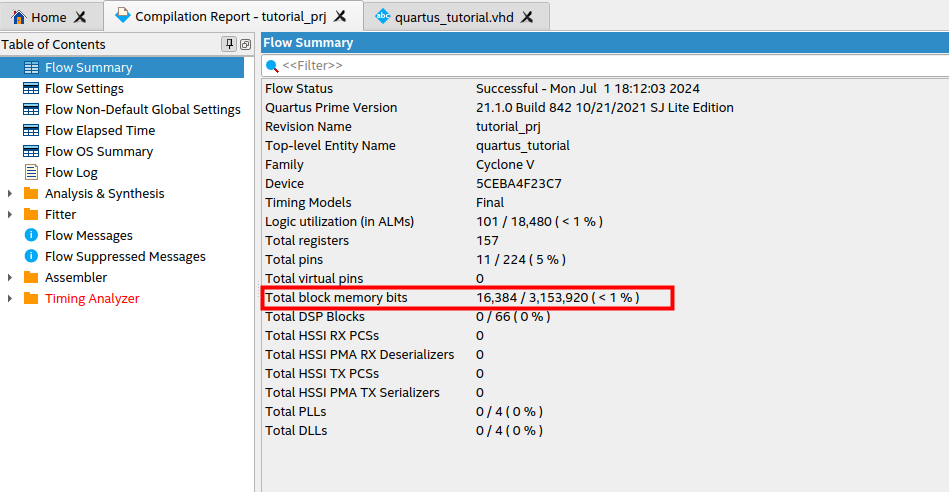 Home
Compilation Report - tutorial_prj
abc quartus_tutorial.vhd
Table of Contents
Flow Summary
Flow Settings
Flow Non-Default Global Settings
Flow Elapsed Time
Flow OS Summary
Flow Log
Analysis & Synthesis
Fitter
Flow Messages
Flow Suppressed Messages
Assembler
Timing Analyzer
Flow Summary
<<Filter>>
Flow Status Successful - Mon Jul 1 18:12:03 2024
Quartus Prime Version 21.1.0 Build 842 10/21/2021 SJ Lite Edition
Revision Name tutorial_prj
Top-level Entity Name quartus_tutorial
Family Cyclone V
Device 5CEBA4F23C7
Timing Models Final
Logic utilization (in ALMs) 101 / 18,480 ( < 1 % )
Total registers 157
Total pins 11 / 224 ( 5 % )
Total virtual pins 0
Total block memory bits 16,384 / 3,153,920 ( < 1 % )
Total DSP Blocks 0 / 66 ( 0 % )
Total HSSI RX PCSs 0
Total HSSI PMA RX Deserializers 0
Total HSSI TX PCSs 0
Total HSSI PMA TX Serializers 0
Total PLLs 0 / 4 ( 0 % )
Total DLLs 0 / 4 ( 0 % )